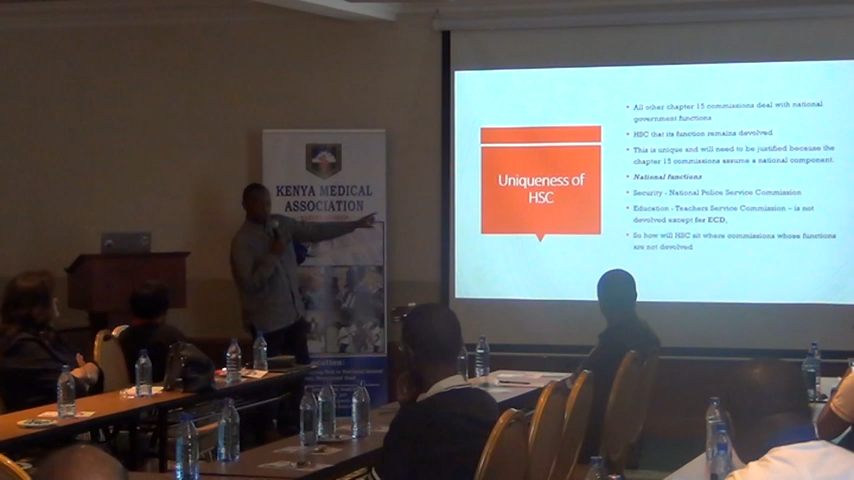 KENYA MEDICAL
ASSOCIATION
Uniqueness of
HSC
All other chapter 15 commissions deal with national
government functions
HSC that its function remains devolved
This is unique and will need to be justified because the
chapter 15 commissions assume a national component.
National functions
Security - National Police Service Commission
Education - Teachers Service Commission – is not
devolved except for ECD,
So how will HSC sit where commissions whose functions
are not devolved